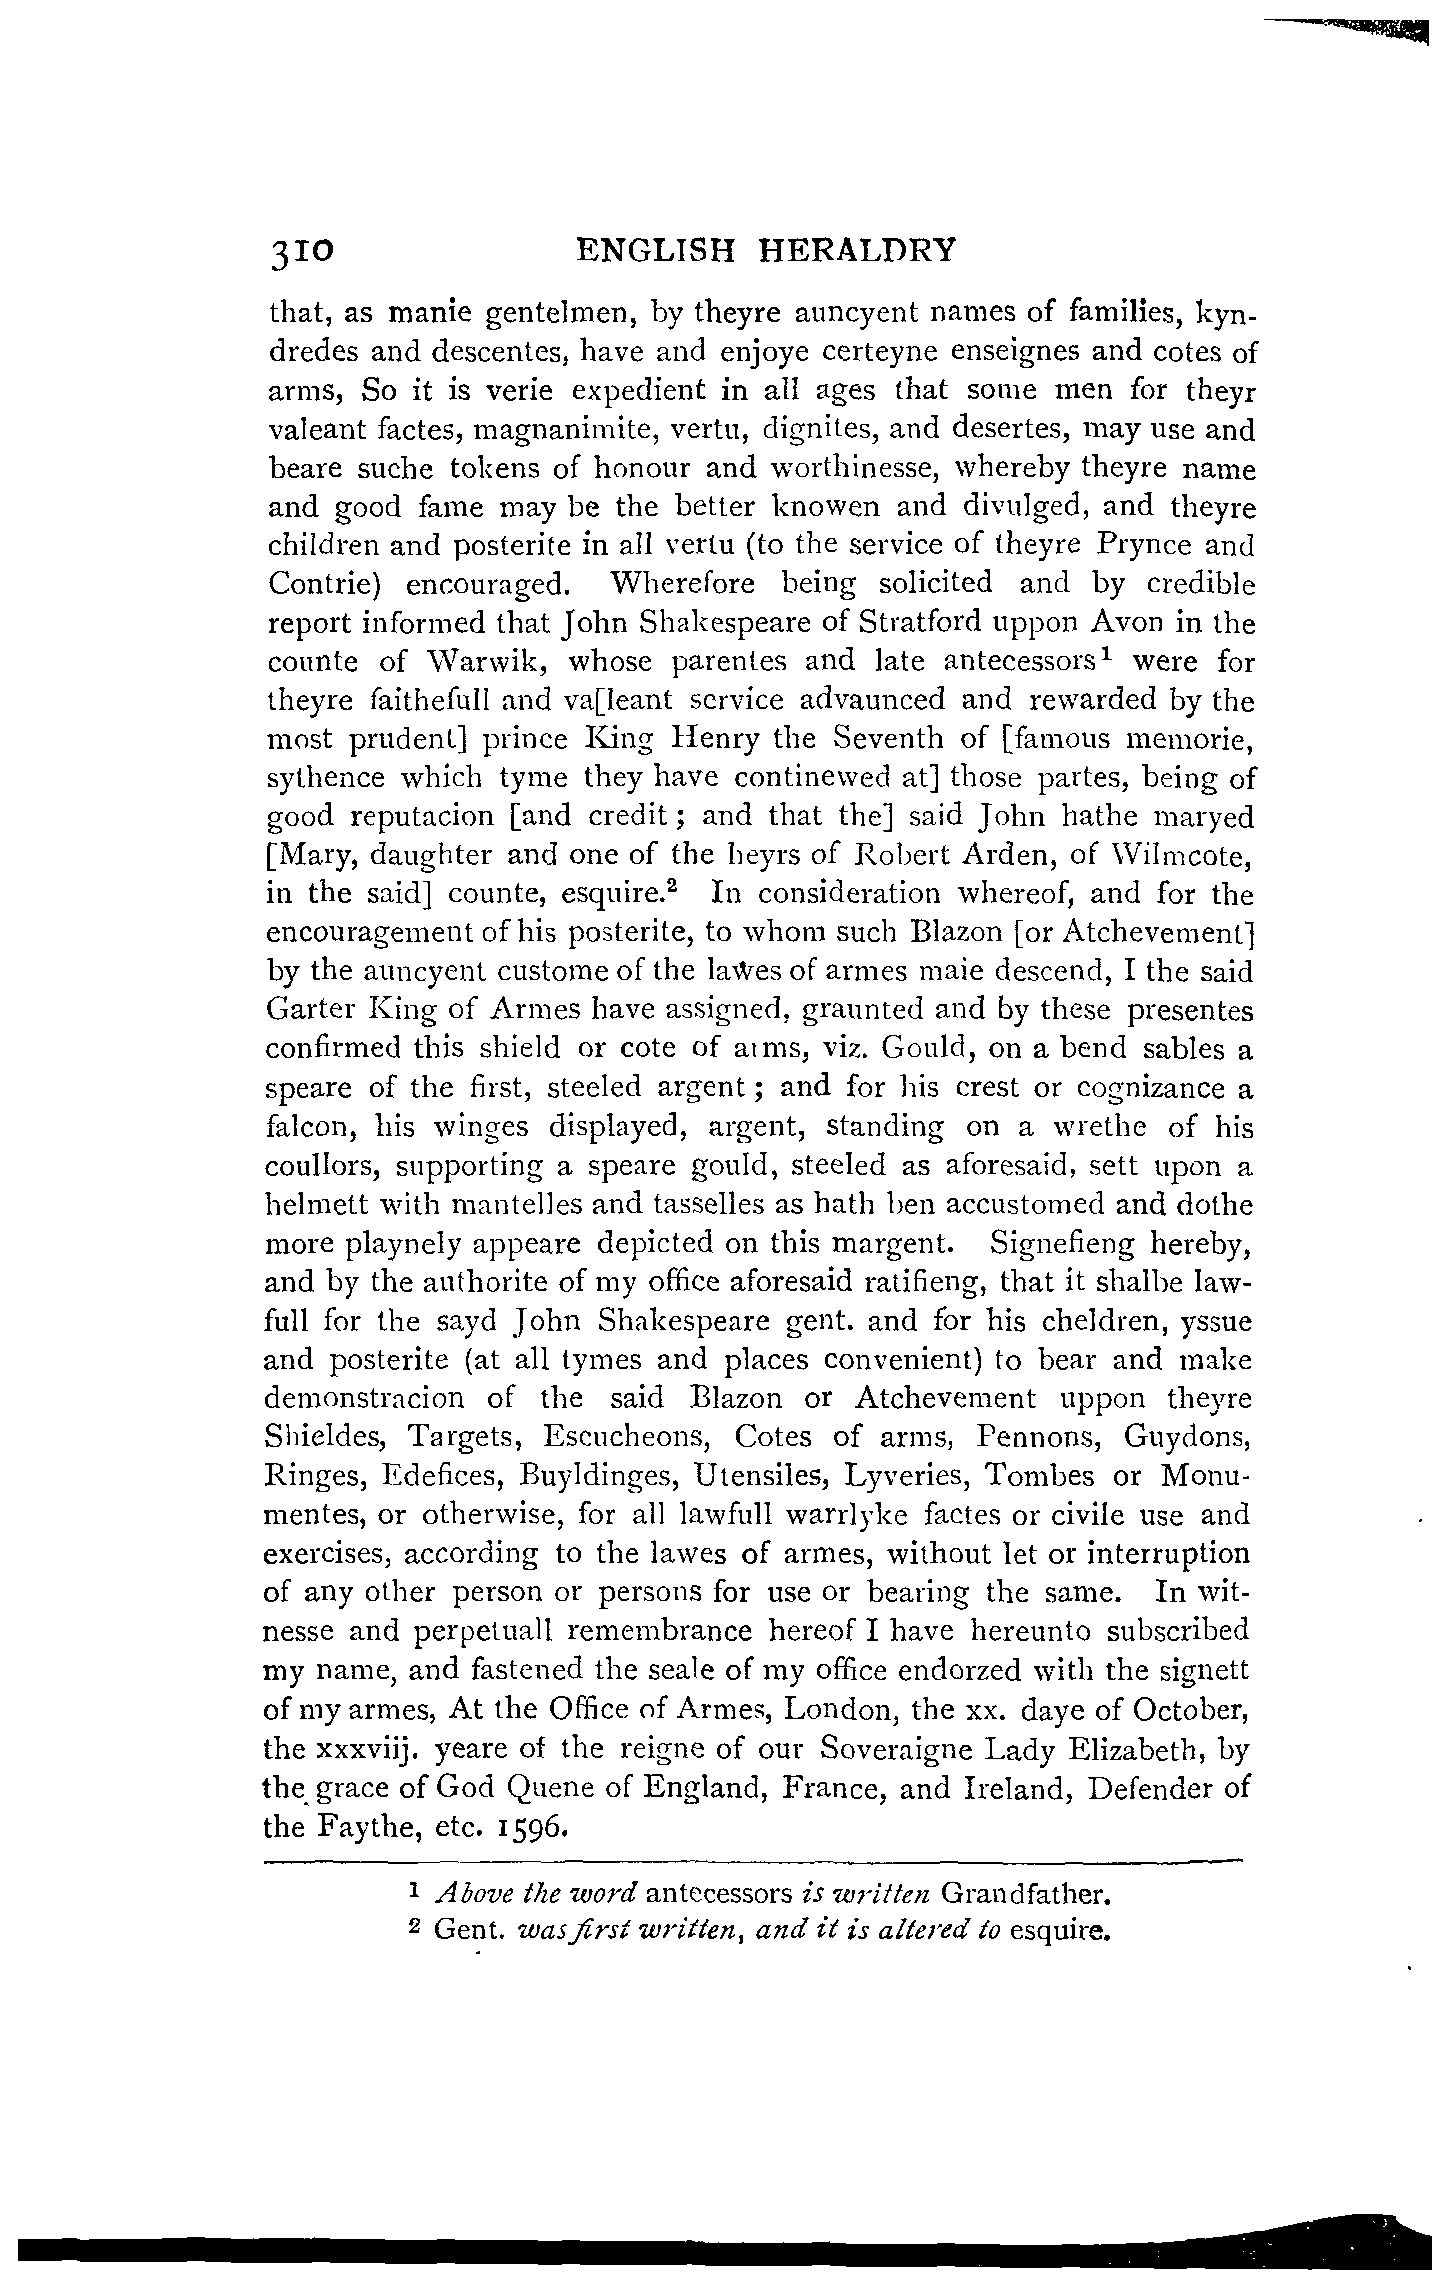 310 ENGLISH HERALDRY
that, as manie gentelmen, by theyre auncyent names of families, kyn-
dredes and descentes, have and enjoye certeyne enseignes and cotes of
arms, So it is verie expedient in all ages that some men for theyr
valeant factes, magnanimite, vertu, dignites, and desertes, may use and
beare suche tokens of honour and worthinesse, whereby theyre name
and good fame may be the better knowen and divulged, and theyre
children and posterite in all vertu (to the service of theyre Prynce and
Contrie) encouraged. Wherefore being solicited and by credible
report informed that John Shakespeare of Stratford uppon Avon in the
counte of Warwik, whose parentes and late antecessors¹ were for
theyre faithefull and va[leant service advaunced and rewarded by the
most prudent] prince King Henry the Seventh of [famous memorie,
sythence which tyme they have continewed at] those partes, being of
good reputacion [and credit; and that the] said John hathe maryed
[Mary, daughter and one of the heyrs of Robert Arden, of Wilmcote,
in the said] counte, esquire.² In consideration whereof, and for the
encouragement of his posterite, to whom such Blazon [or Atchevement]
by the auncyent custome of the lawes of armes maie descend, I the said
Garter King of Armes have assigned, graunted and by these presentes
confirmed this shield or cote of arms, viz. Gould, on a bend sables a
speare of the first, steeled argent; and for his crest or cognizance a
falcon, his winges displayed, argent, standing on a wrethe of his
coullors, supporting a speare gould, steeled as aforesaid, sett upon a
helmett with mantelles and tasselles as hath ben accustomed and dothe
more playnely appeare depicted on this margent. Signefieng hereby,
and by the authorite of my office aforesaid ratifieng, that it shalbe law-
full for the sayd John Shakespeare gent. and for his cheldren, yssue
and posterite (at all tymes and places convenient) to bear and make
demonstracion of the said Blazon or Atchevement uppon theyre
Shieldes, Targets, Escucheons, Cotes of arms, Pennons, Guydons,
Ringes, Edefices, Buyldinges, Utensiles, Lyveries, Tombes or Monu-
mentes, or otherwise, for all lawfull warrlyke factes or civile use and
exercises, according to the lawes of armes, without let or interruption
of any other person or persons for use or bearing the same. In wit-
nesse and perpetuall remembrance hereof I have hereunto subscribed
my name, and fastened the seale of my office endorzed with the signett
of my armes, At the Office of Armes, London, the xx. daye of October,
the xxxviij. yeare of the reigne of our Soveraigne Lady Elizabeth, by
the grace of God Quene of England, France, and Ireland, Defender of
the Faythe, etc. 1596.
¹ Above the word antecessors is written Grandfather.
² Gent. was first written, and it is altered to esquire.